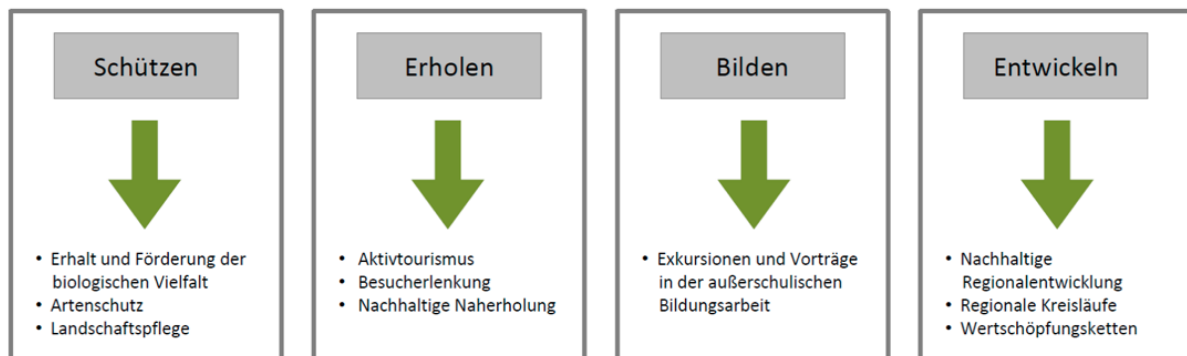 Schützen
• Erhalt und Förderung der
biologischen Vielfalt
• Artenschutz
• Landschaftspflege
Erholen
• Aktivtourismus
• Besucherlenkung
• Nachhaltige Naherholung
Bilden
• Exkursionen und Vorträge
in der außerschulischen
Bildungsarbeit
Entwickeln
• Nachhaltige
Regionalentwicklung
• Regionale Kreisläufe
• Wertschöpfungsketten